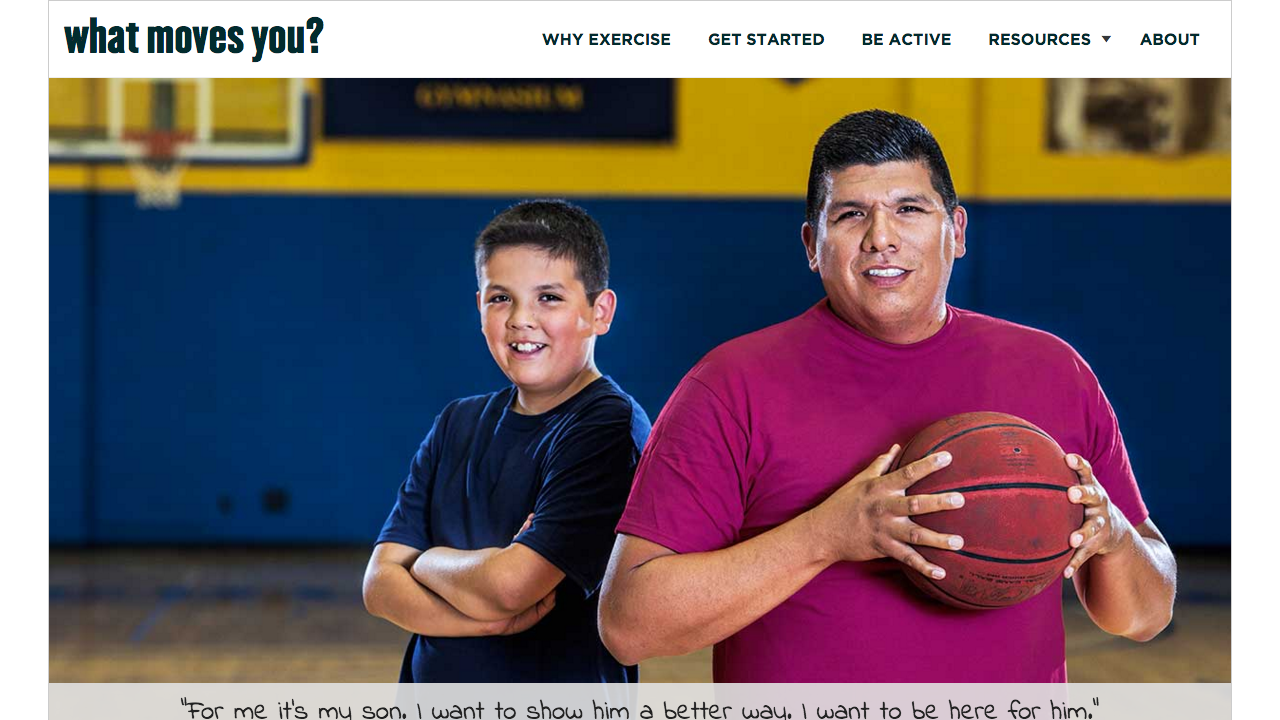 what moves you?
WHY EXERCISE GET STARTED BE ACTIVE RESOURCES ABOUT
GYMNASIUM
"For me it's my son. I want to show him a better way. I want to be here for him."